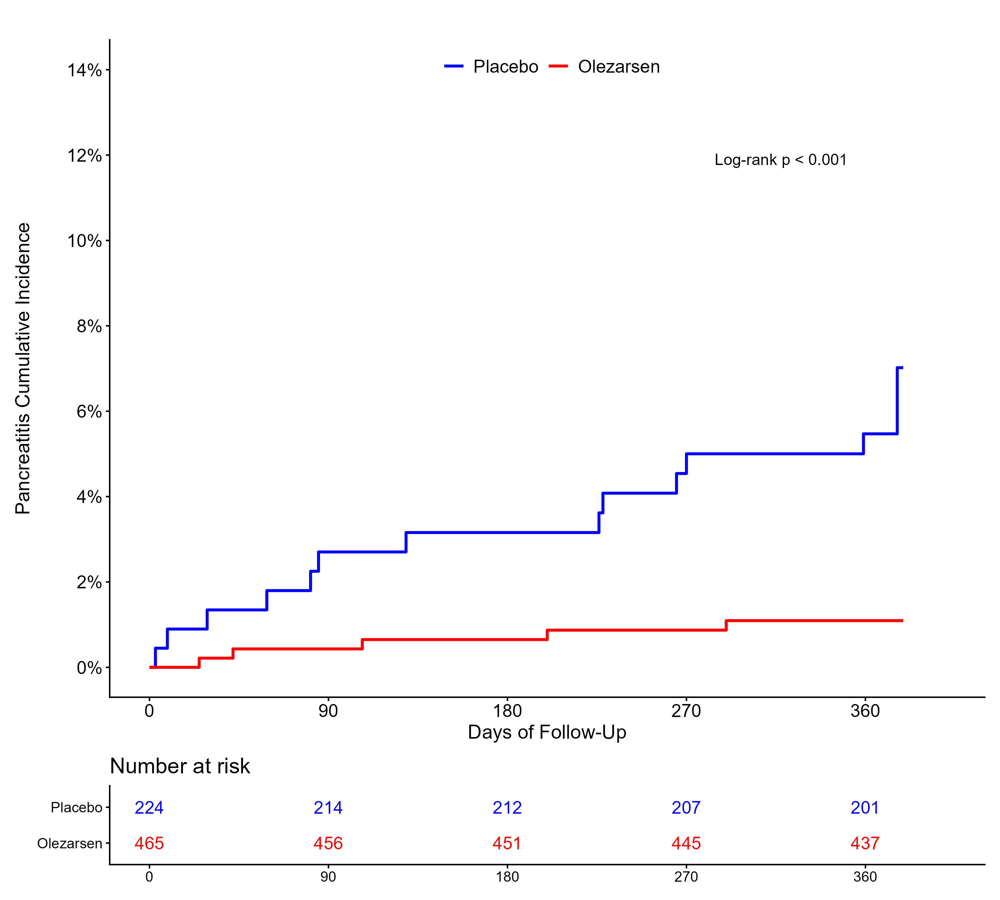 Placebo Olezarsen
14%
12%
Log-rank p < 0.001
10%
8%
6%
4%
2%
0%
Pancreatitis Cumulative Incidence
0 90 180 270 360
Days of Follow-Up
Number at risk
Placebo 224 214 212 207 201
Olezarsen 465 456 451 445 437
0 90 180 270 360